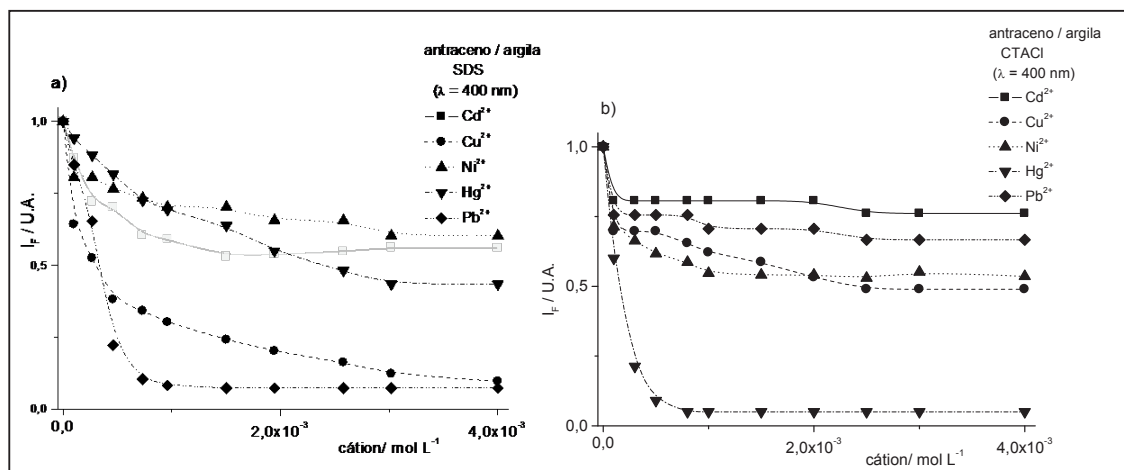 a)
antraceno / argila
SDS
(λ = 400 nm)
Cd²⁺
Cu²⁺
Ni²⁺
Hg²⁺
Pb²⁺
1,0
0,5
0,0
I_F / U.A.
0,0
2,0x10⁻³
4,0x10⁻³
cátion/ mol L⁻¹
b)
antraceno / argila
CTACl
(λ = 400 nm)
Cd²⁺
Cu²⁺
Ni²⁺
Hg²⁺
Pb²⁺
1,0
0,5
0,0
I_F / U.A.
0,0
2,0x10⁻³
4,0x10⁻³
cátion/ mol L⁻¹